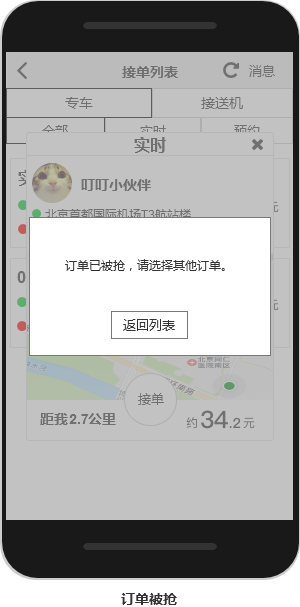 接单列表
消息
专车
接送机
全部
实时
预约
实时
叮叮小伙伴
北京首都国际机场T3航站楼
订单已被抢，请选择其他订单。
返回列表
接单
距我2.7公里
约34.2元
订单被抢